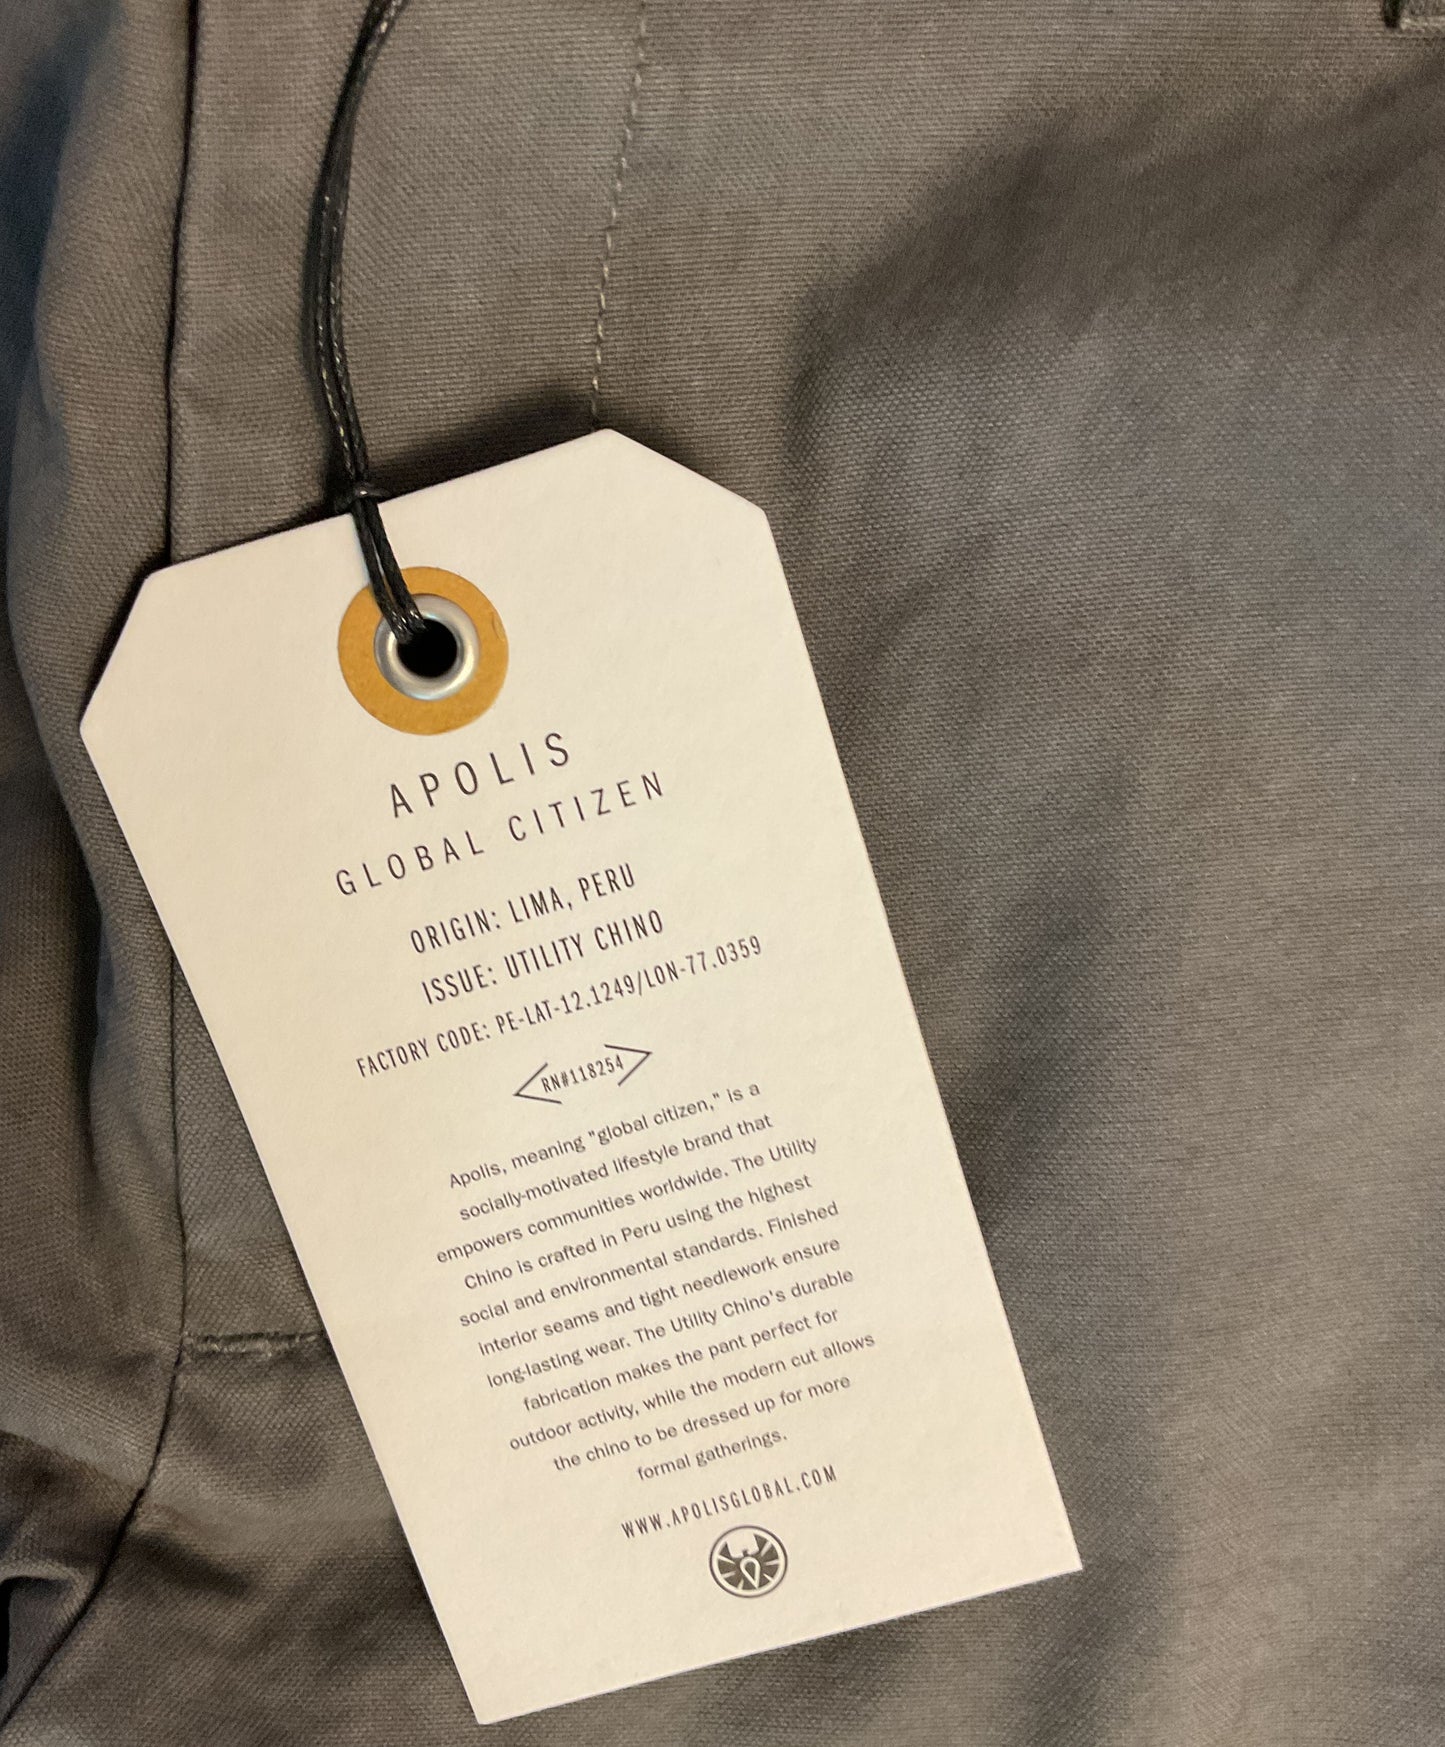 APOLIS
GLOBAL CITIZEN
ORIGIN: LIMA, PERU
ISSUE: UTILITY CHINO
FACTORY CODE: PE-LAT-12.1249/LON-77.0359
RN#118254
Apolis, meaning "global citizen," is a
socially-motivated lifestyle brand that
empowers communities worldwide. The Utility
Chino is crafted in Peru using the highest
social and environmental standards. Finished
interior seams and tight needlework ensure
long-lasting wear. The Utility Chino's durable
fabrication makes the pant perfect for
outdoor activity, while the modern cut allows
the chino to be dressed up for more
formal gatherings.
WWW.APOLISGLOBAL.COM